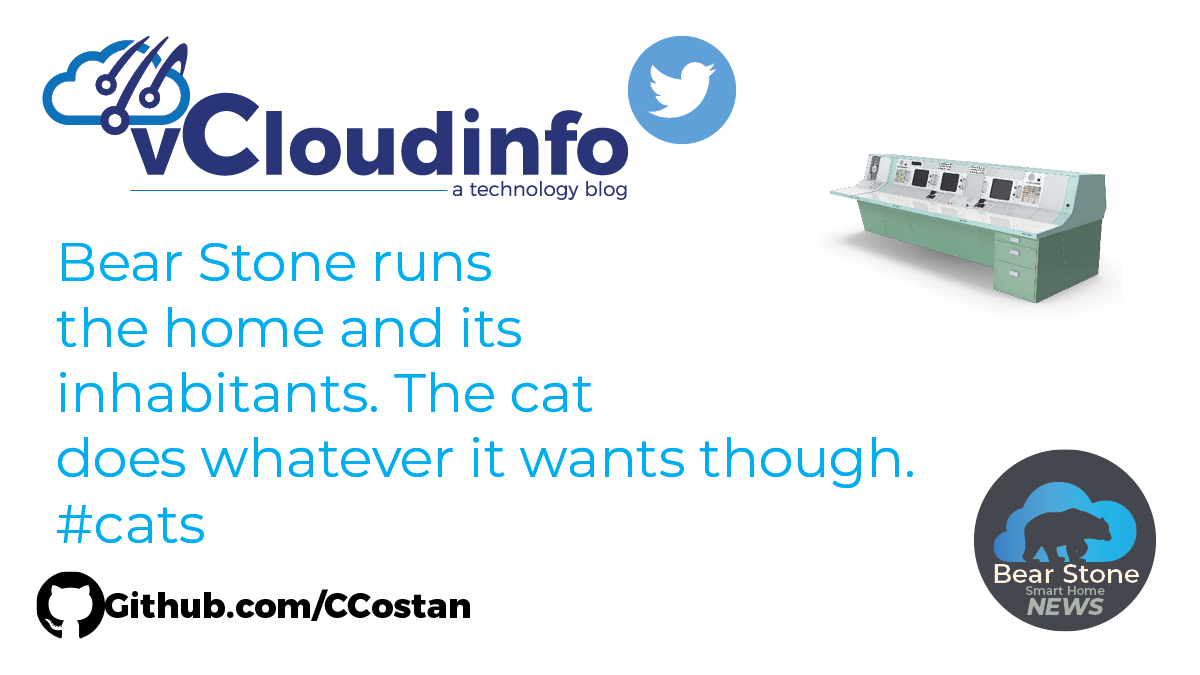 vCloudinfo
a technology blog
Bear Stone runs
the home and its
inhabitants. The cat
does whatever it wants though.
#cats
Github.com/CCostan
Bear Stone
Smart Home
NEWS